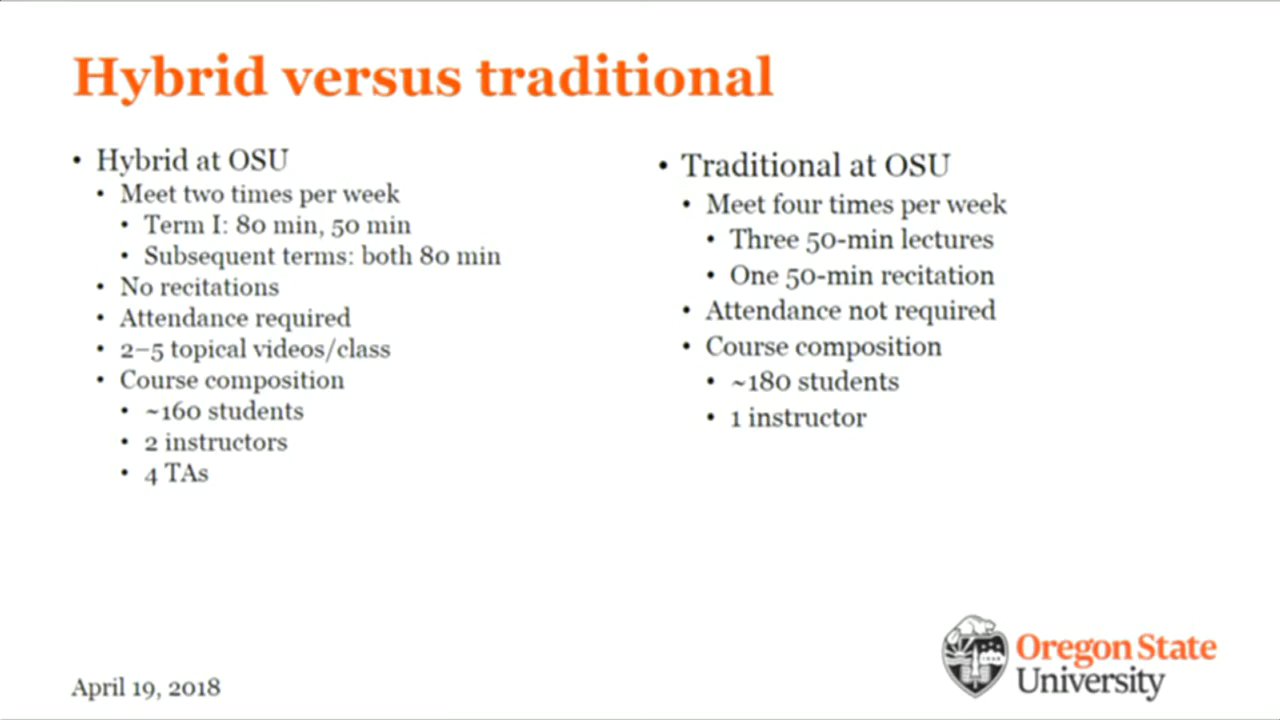 Hybrid versus traditional
• Hybrid at OSU
• Meet two times per week
• Term I: 80 min, 50 min
• Subsequent terms: both 80 min
• No recitations
• Attendance required
• 2–5 topical videos/class
• Course composition
• ~160 students
• 2 instructors
• 4 TAs
• Traditional at OSU
• Meet four times per week
• Three 50-min lectures
• One 50-min recitation
• Attendance not required
• Course composition
• ~180 students
• 1 instructor
April 19, 2018
Oregon State
University